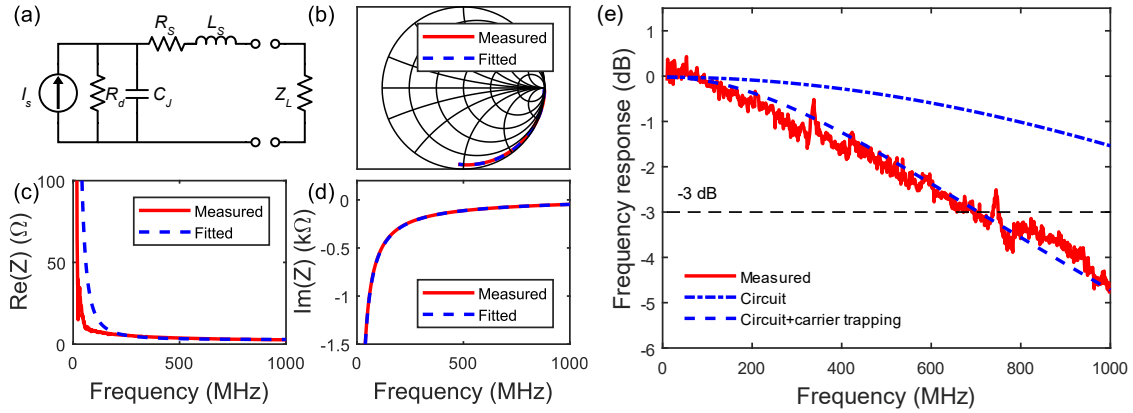 (a)
R_S
L_S
I_s
R_d
C_J
Z_L
(b)
Measured
Fitted
(c)
100
50
0
Re(Z) (Ω)
Measured
Fitted
0
500
1000
Frequency (MHz)
(d)
0
-0.5
-1
-1.5
Im(Z) (kΩ)
Measured
Fitted
0
500
1000
Frequency (MHz)
(e)
1
0
-1
-2
-3
-4
-5
-6
Frequency response (dB)
-3 dB
Measured
Circuit
Circuit+carrier trapping
0
200
400
600
800
1000
Frequency (MHz)